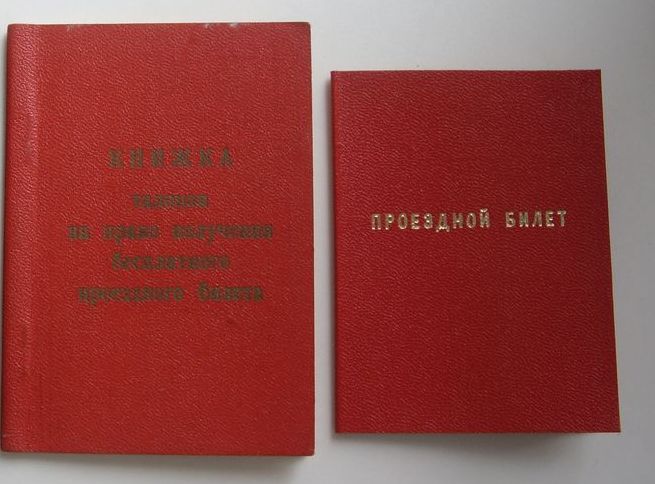 КНИЖКА
талонов
на право получения
бесплатного
проездного билета
ПРОЕЗДНОЙ БИЛЕТ